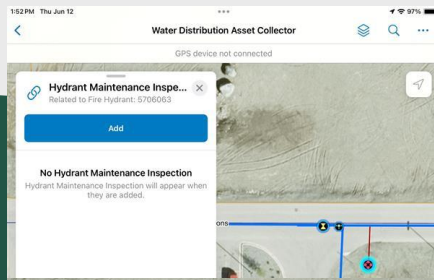 1:52 PM Thu Jun 12
97%
Water Distribution Asset Collector
GPS device not connected
Hydrant Maintenance Inspe...
Related to Fire Hydrant: 5706063
Add
No Hydrant Maintenance Inspection
Hydrant Maintenance Inspection will appear when
they are added.
ons